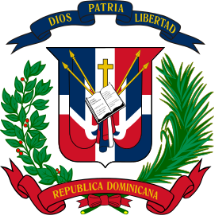 DIOS PATRIA LIBERTAD
REPUBLICA DOMINICANA